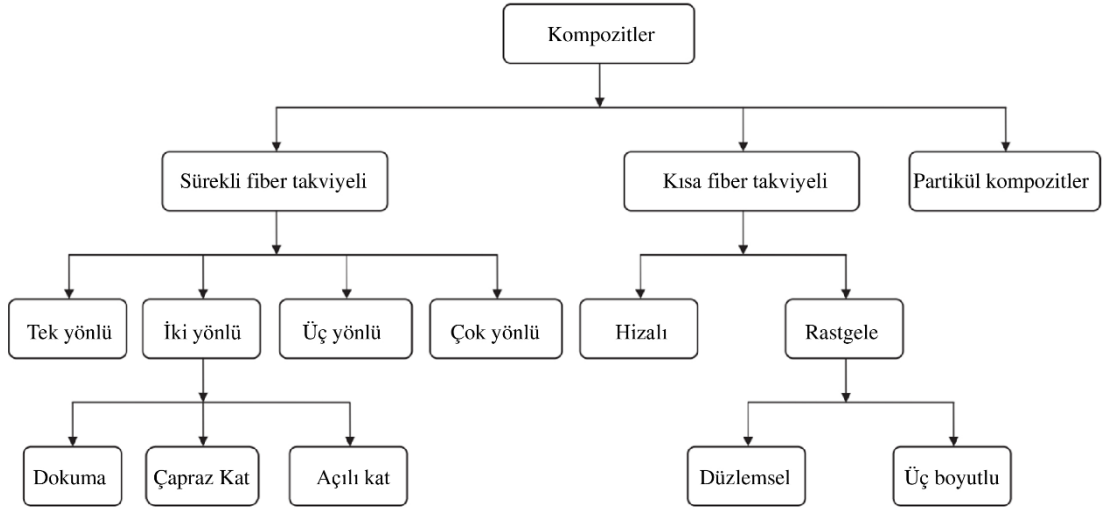 Kompozitler
Sürekli fiber takviyeli
Kısa fiber takviyeli
Partikül kompozitler
Tek yönlü
İki yönlü
Üç yönlü
Çok yönlü
Hizalı
Rastgele
Dokuma
Çapraz Kat
Açılı kat
Düzlemsel
Üç boyutlu